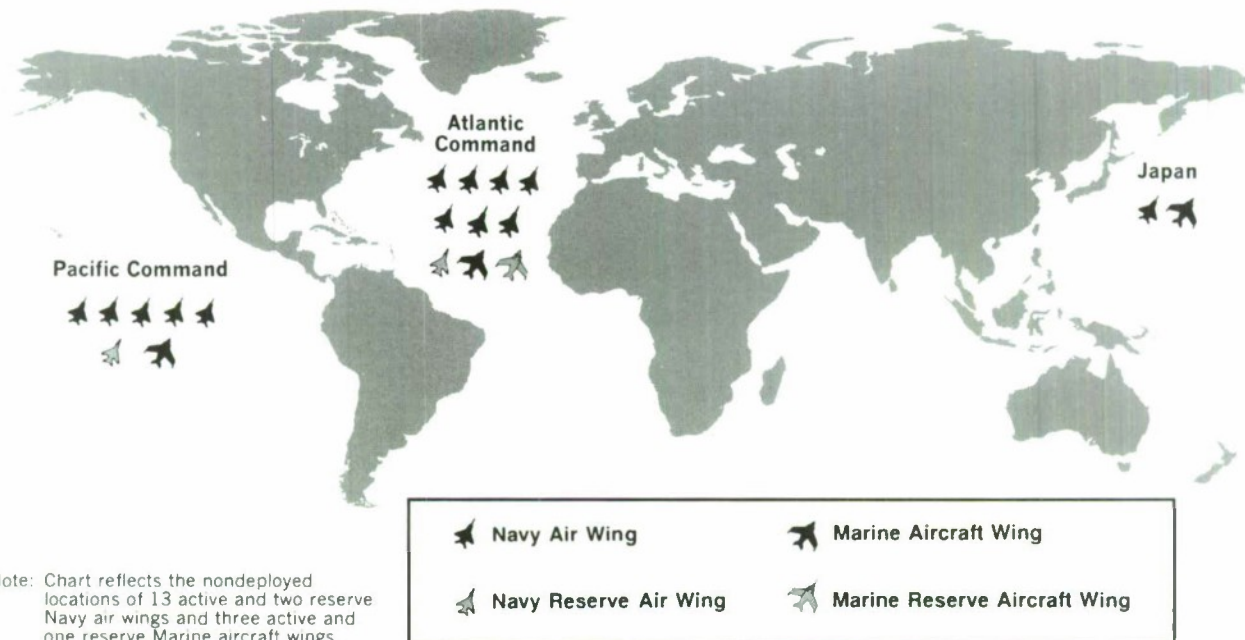 Atlantic
Command
Japan
Pacific Command
Navy Air Wing
Marine Aircraft Wing
Navy Reserve Air Wing
Marine Reserve Aircraft Wing
Note: Chart reflects the nondeployed
locations of 13 active and two reserve
Navy air wings and three active and
one reserve Marine aircraft wings